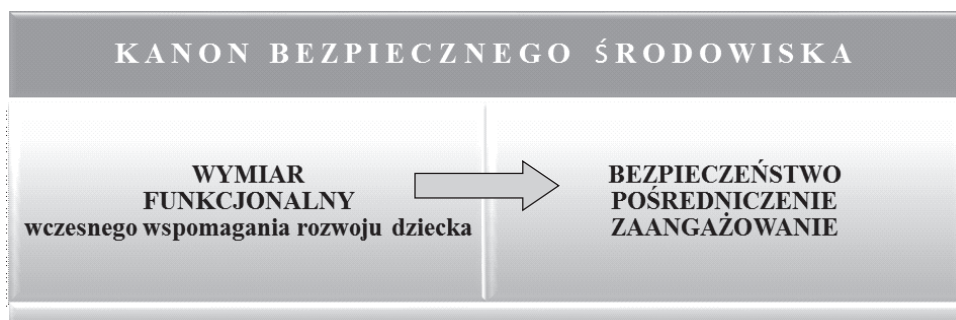 KANON BEZPIECZNEGO ŚRODOWISKA
WYMIAR
FUNKCJONALNY
wczesnego wspomagania rozwoju dziecka
BEZPIECZEŃSTWO
POŚREDNICZENIE
ZAANGAŻOWANIE